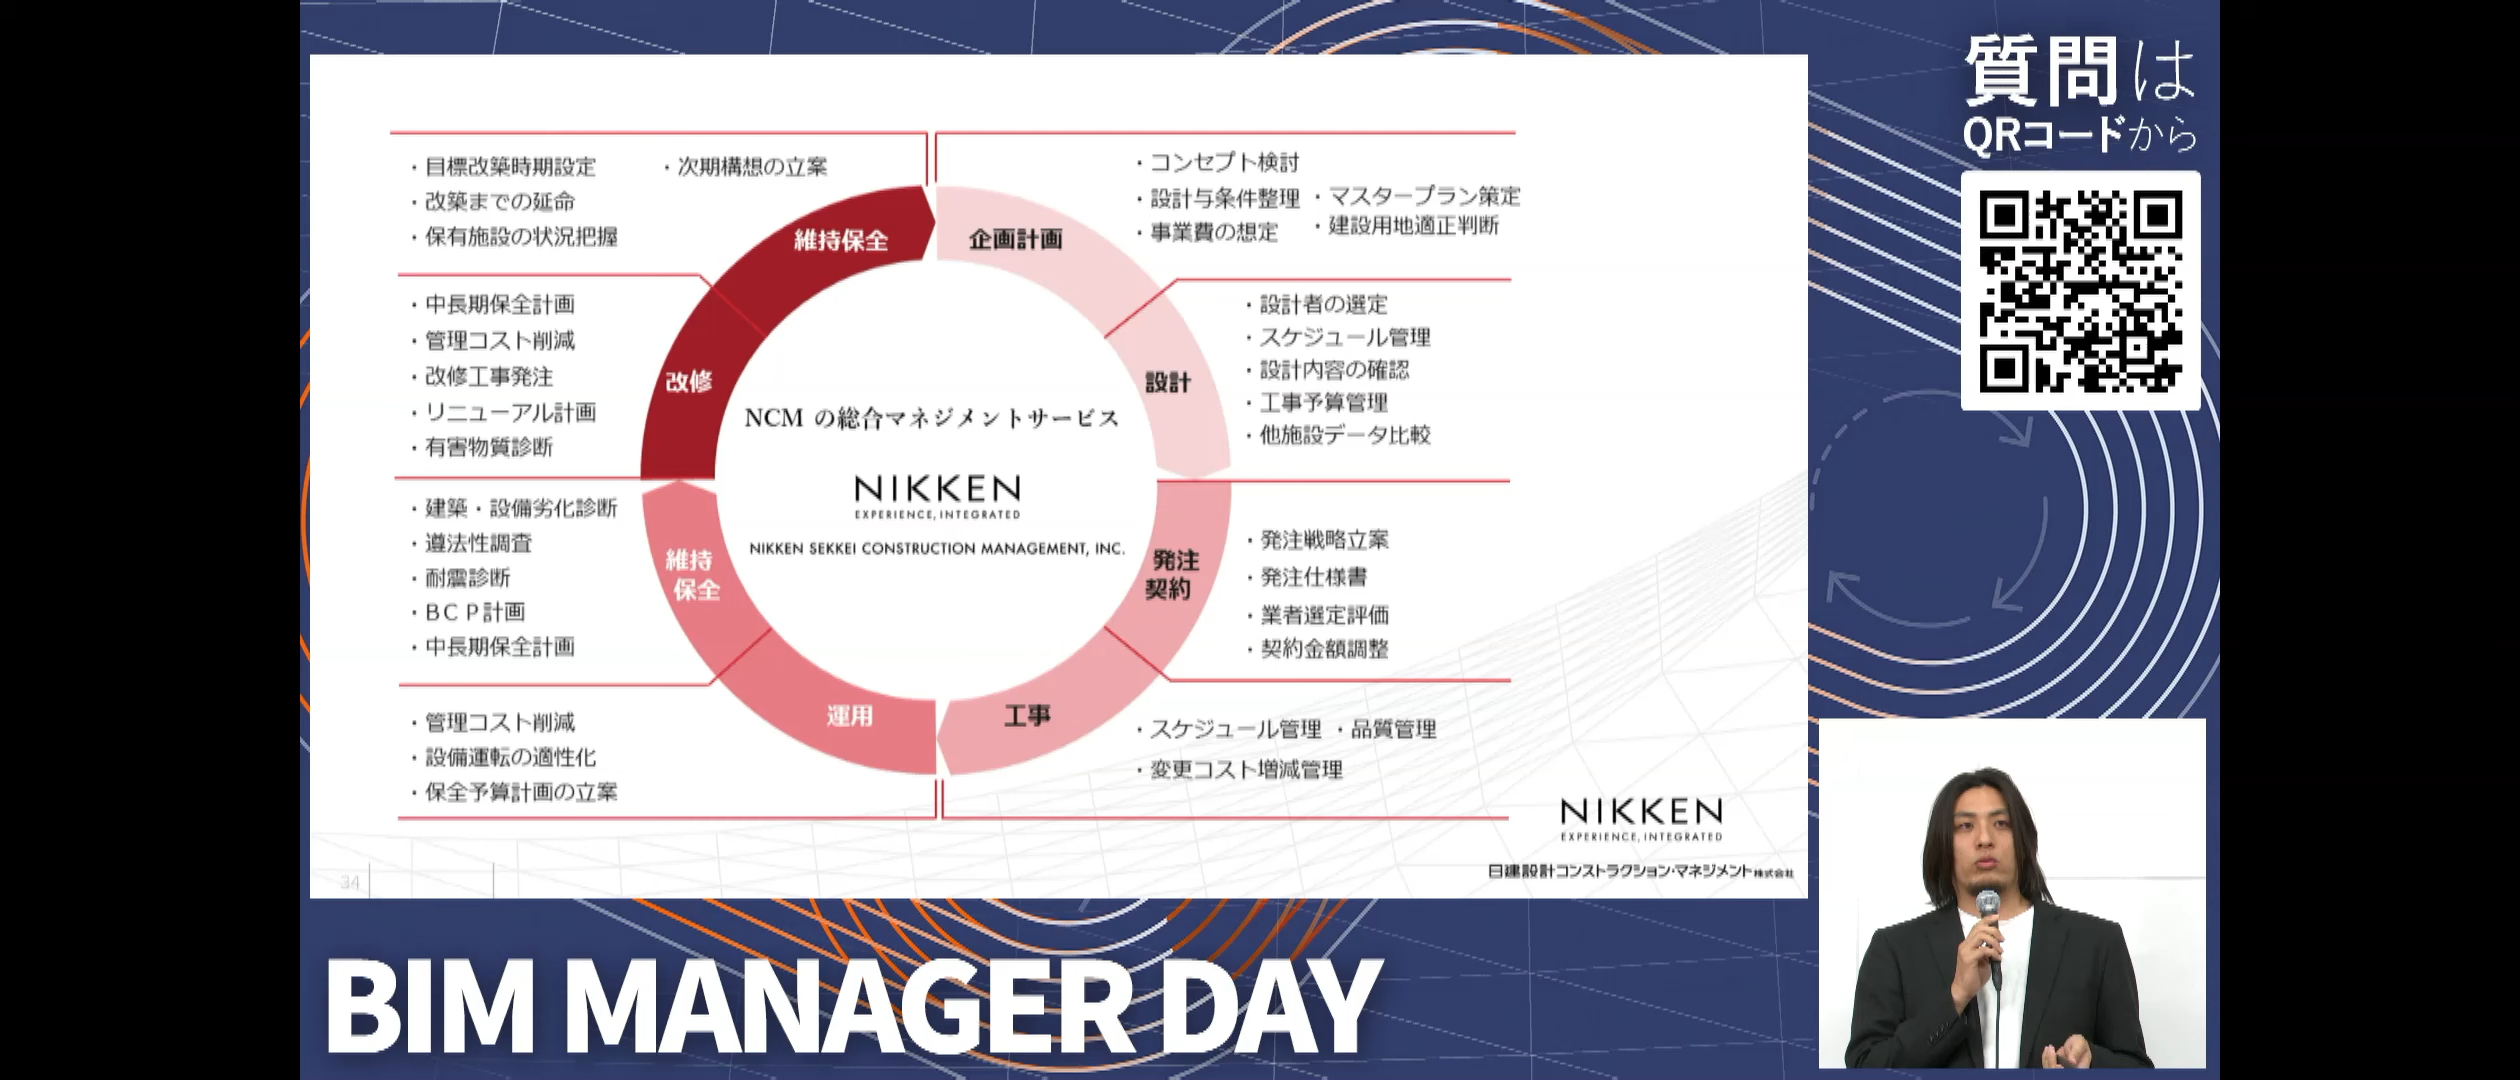 質問は
QRコードから
・目標改築時期設定 ・次期構想の立案
・改築までの延命
・保有施設の状況把握
・コンセプト検討
・設計与条件整理 ・マスタープラン策定
・事業費の想定 ・建設用地適正判断
維持保全
企画計画
・中長期保全計画
・管理コスト削減
・改修工事発注
・リニューアル計画
・有害物質診断
改修
設計
・設計者の選定
・スケジュール管理
・設計内容の確認
・工事予算管理
・他施設データ比較
NCM の総合マネジメントサービス
NIKKEN
EXPERIENCE, INTEGRATED
NIKKEN SEKKEI CONSTRUCTION MANAGEMENT, INC.
・建築・設備劣化診断
・遵法性調査
・耐震診断
・ＢＣＰ計画
・中長期保全計画
維持
保全
発注
契約
・発注戦略立案
・発注仕様書
・業者選定評価
・契約金額調整
・管理コスト削減
・設備運転の適性化
・保全予算計画の立案
運用
工事
・スケジュール管理 ・品質管理
・変更コスト増減管理
NIKKEN
EXPERIENCE, INTEGRATED
日建設計コンストラクション・マネジメント株式会社
34
BIM MANAGER DAY